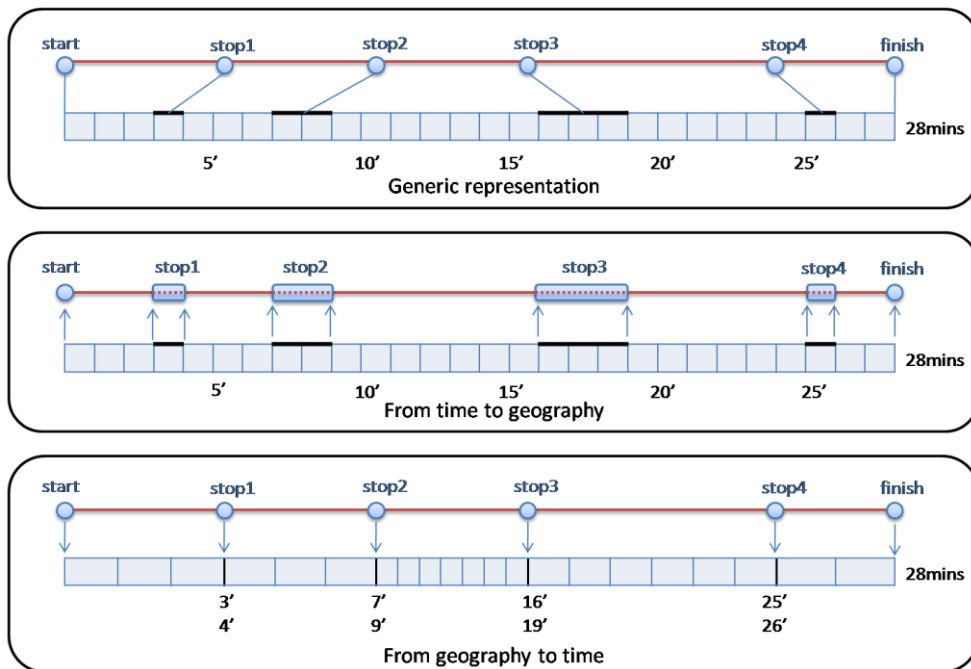 start stop1 stop2 stop3 stop4 finish
28mins
5’ 10’ 15’ 20’ 25’
Generic representation
start stop1 stop2 stop3 stop4 finish
28mins
5’ 10’ 15’ 20’ 25’
From time to geography
start stop1 stop2 stop3 stop4 finish
28mins
3’ 7’ 16’ 25’
4’ 9’ 19’ 26’
From geography to time